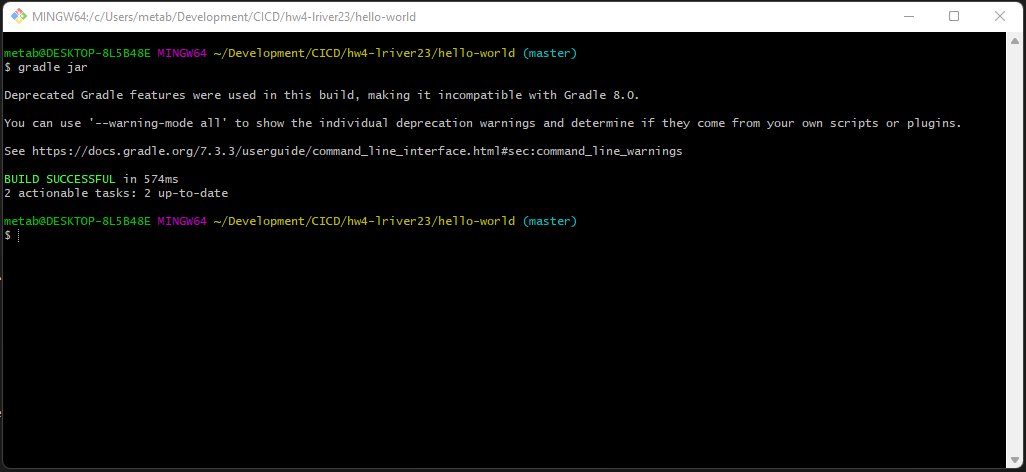 MINGW64:/c/Users/metab/Development/CICD/hw4-lriver23/hello-world
metab@DESKTOP-8L5B48E MINGW64 ~/Development/CICD/hw4-lriver23/hello-world (master)
$ gradle jar
Deprecated Gradle features were used in this build, making it incompatible with Gradle 8.0.
You can use '--warning-mode all' to show the individual deprecation warnings and determine if they come from your own scripts or plugins.
See https://docs.gradle.org/7.3.3/userguide/command_line_interface.html#sec:command_line_warnings
BUILD SUCCESSFUL in 574ms
2 actionable tasks: 2 up-to-date
metab@DESKTOP-8L5B48E MINGW64 ~/Development/CICD/hw4-lriver23/hello-world (master)
$